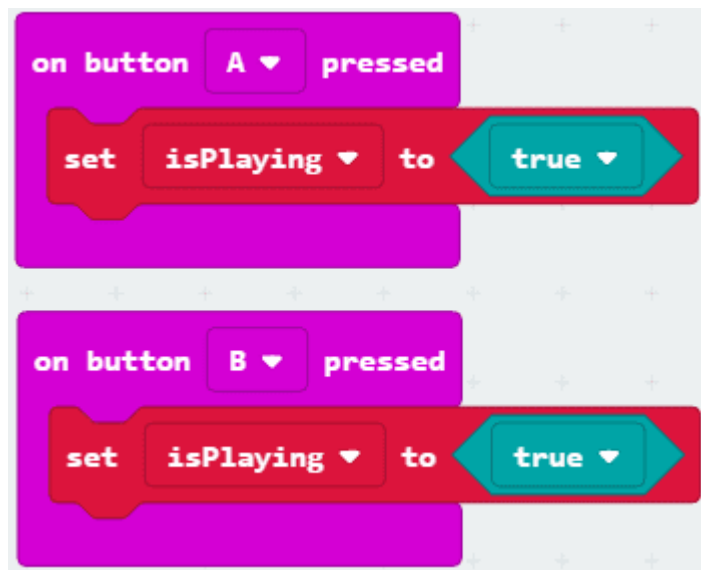 on button A pressed
set isPlaying to true
on button B pressed
set isPlaying to true